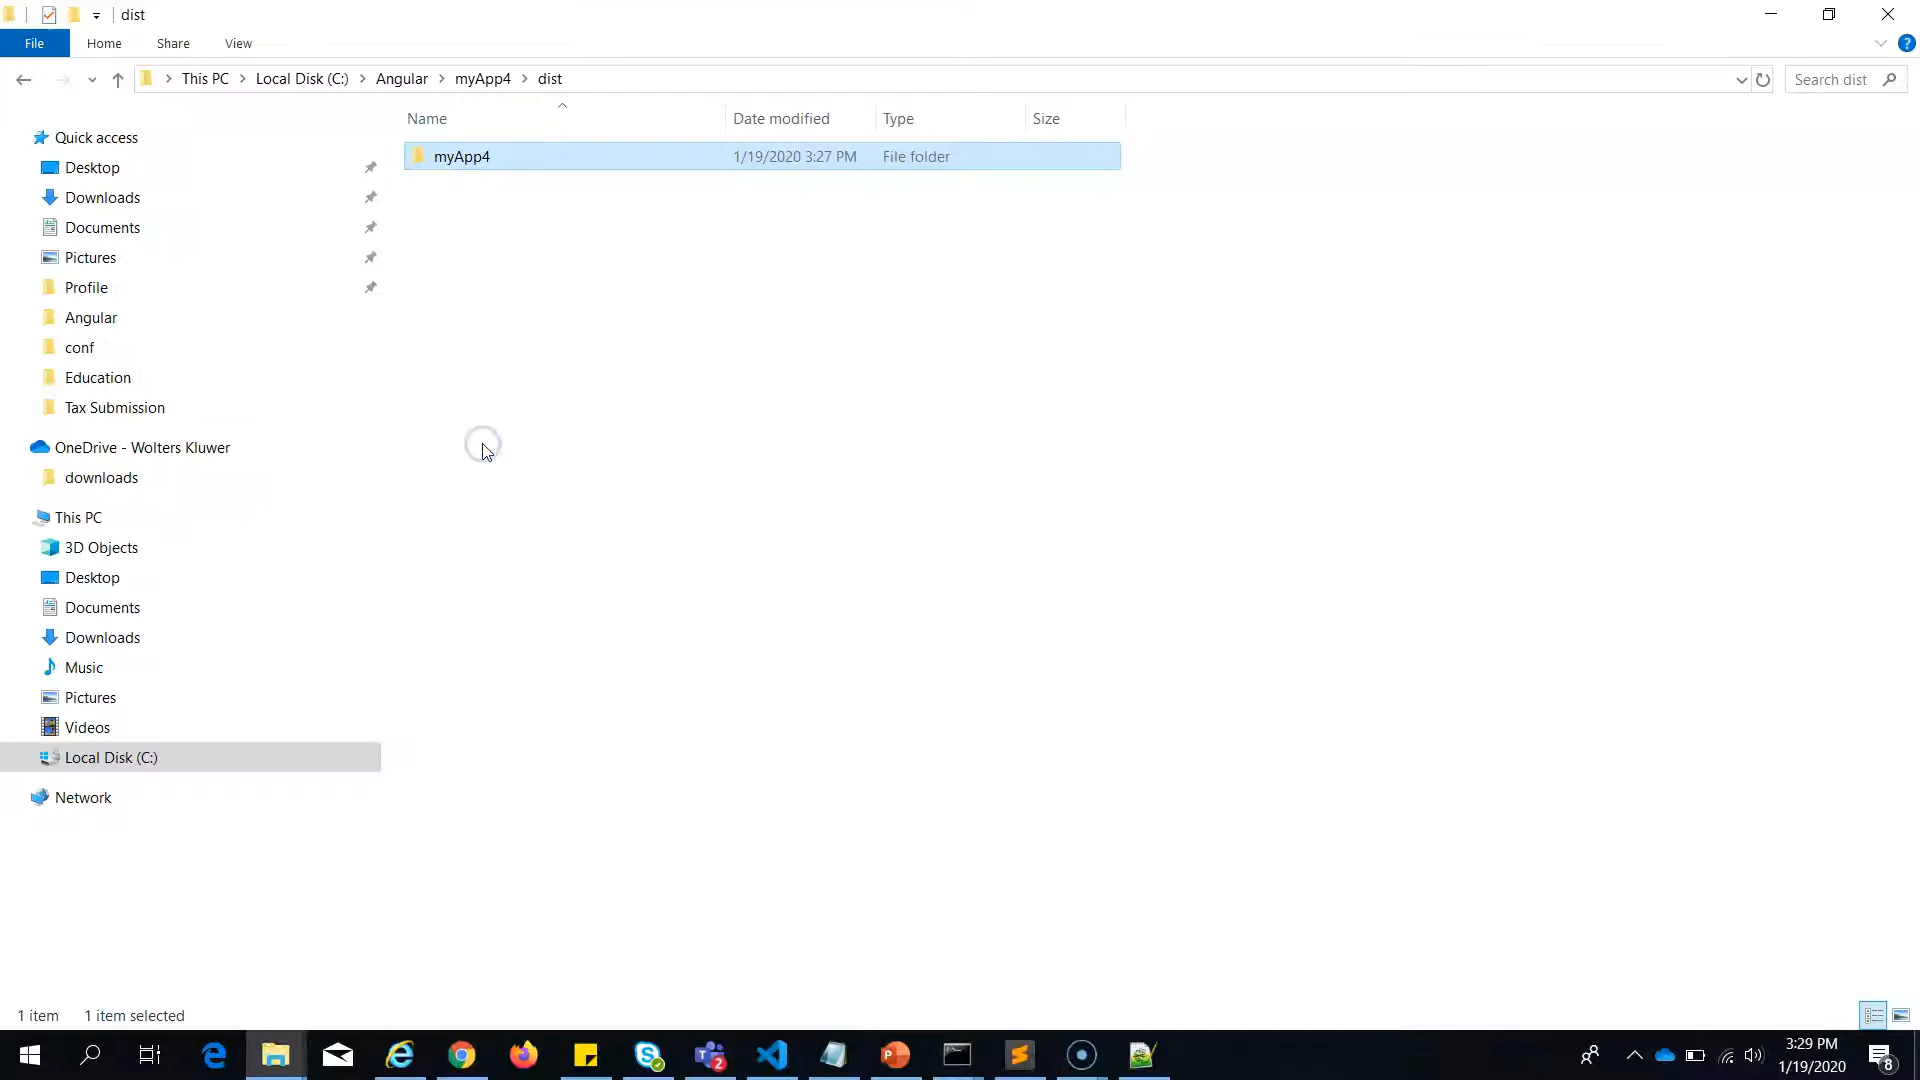 dist
File Home Share View
This PC Local Disk (C:) Angular myApp4 dist
Search dist
Name Date modified Type Size
myApp4 1/19/2020 3:27 PM File folder
Quick access
Desktop
Downloads
Documents
Pictures
Profile
Angular
conf
Education
Tax Submission
OneDrive - Wolters Kluwer
downloads
This PC
3D Objects
Desktop
Documents
Downloads
Music
Pictures
Videos
Local Disk (C:)
Network
1 item 1 item selected
3:29 PM
1/19/2020
2
8